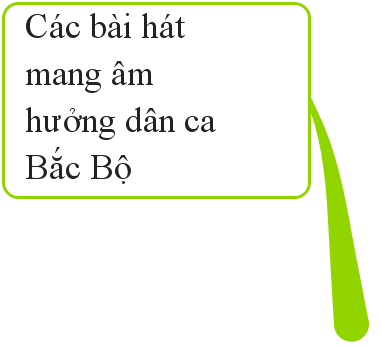 Các bài hát
mang âm
hưởng dân ca
Bắc Bộ